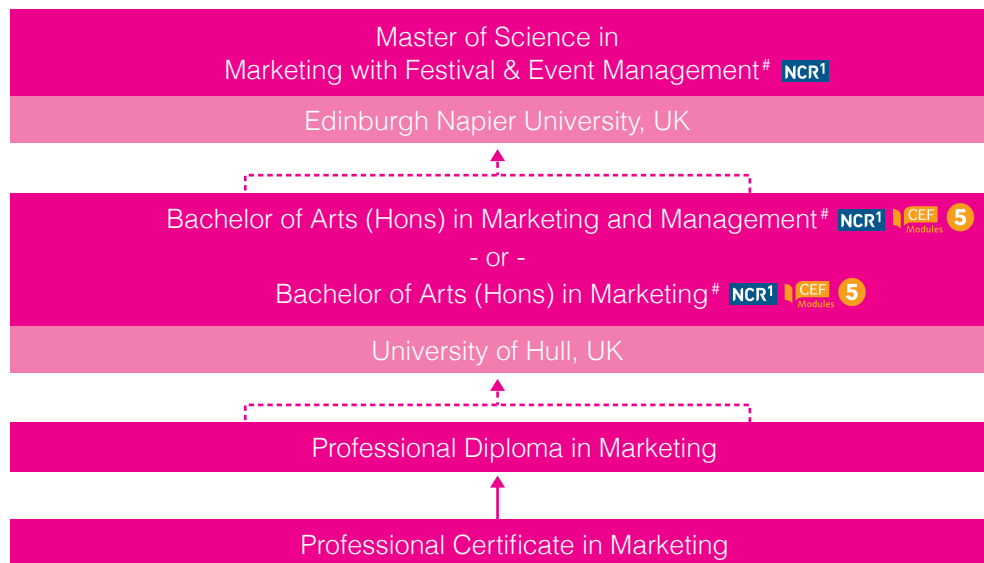 Master of Science in
Marketing with Festival & Event Management# NCR1
Edinburgh Napier University, UK
Bachelor of Arts (Hons) in Marketing and Management# NCR1 CEF Modules 5
- or -
Bachelor of Arts (Hons) in Marketing# NCR1 CEF Modules 5
University of Hull, UK
Professional Diploma in Marketing
Professional Certificate in Marketing